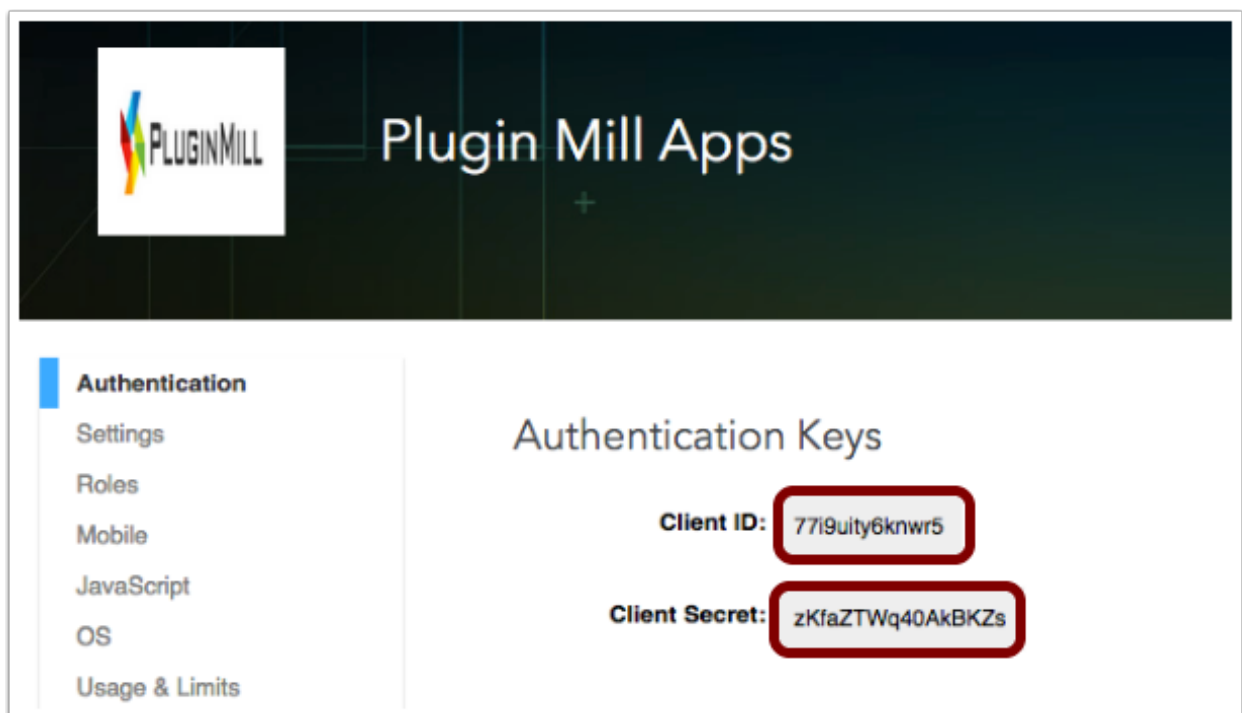 PLUGINMILL
Plugin Mill Apps
Authentication
Settings
Roles
Mobile
JavaScript
OS
Usage & Limits
Authentication Keys
Client ID: 77i9uity6knwr5
Client Secret: zKfaZTWq40AkBKZs